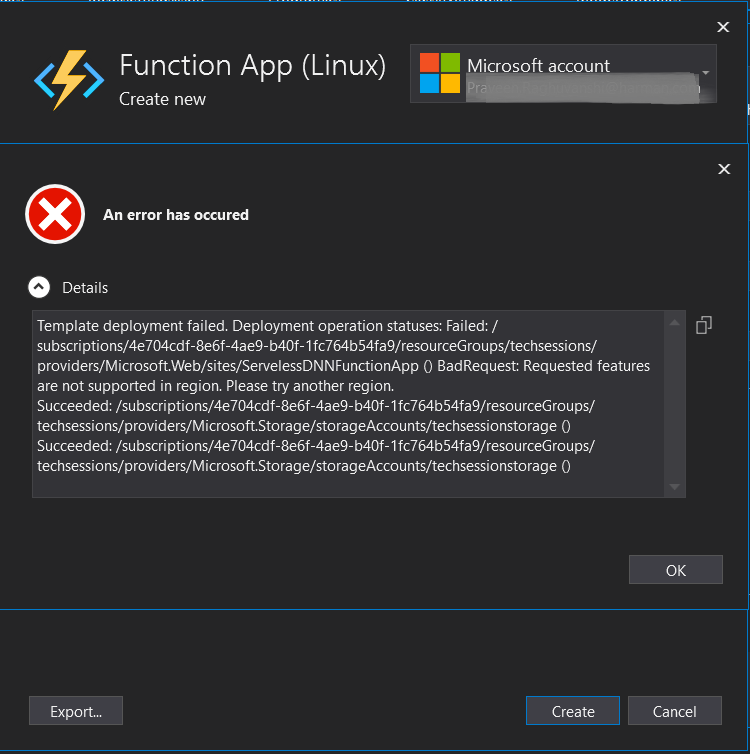 Function App (Linux)
Create new
Microsoft account
An error has occured
Details
Template deployment failed. Deployment operation statuses: Failed: /
subscriptions/4e704cdf-8e6f-4ae9-b40f-1fc764b54fa9/resourceGroups/techsessions/
providers/Microsoft.Web/sites/ServelessDNNFunctionApp () BadRequest: Requested features
are not supported in region. Please try another region.
Succeeded: /subscriptions/4e704cdf-8e6f-4ae9-b40f-1fc764b54fa9/resourceGroups/
techsessions/providers/Microsoft.Storage/storageAccounts/techsessionstorage ()
Succeeded: /subscriptions/4e704cdf-8e6f-4ae9-b40f-1fc764b54fa9/resourceGroups/
techsessions/providers/Microsoft.Storage/storageAccounts/techsessionstorage ()
OK
Export...
Create
Cancel